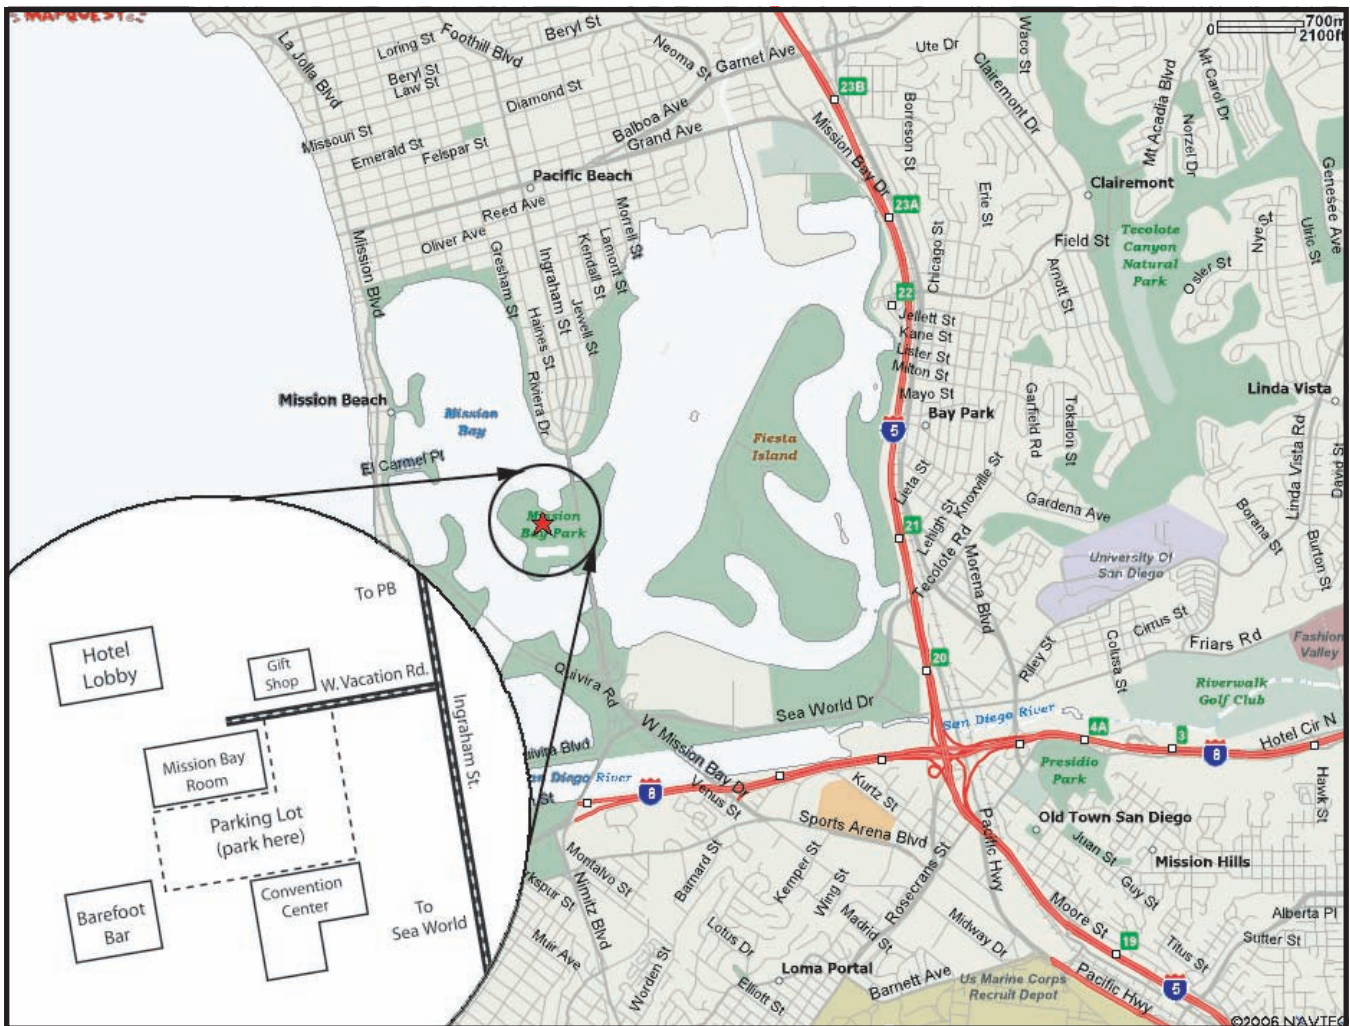 MAPQUEST
700m
2100ft
La Jolla Blvd
Loring St
Foothill Blvd
Beryl St
Neoma St
Garnet Ave
Ute Dr
Waco St
Clairemont Dr
Mt Acadia Blvd
Mt Carol Dr
Norzel Dr
Genesee Ave
Beryl St
Law St
Diamond St
Balboa Ave
Grand Ave
23B
Borreson St
Mission Bay Dr
Missouri St
Emerald St
Felspar St
Pacific Beach
Reed Ave
Oliver Ave
Mission Blvd
Gresham St
Ingraham St
Kendall St
Lamont St
Morrell St
Haines St
Jewell St
Riviera Dr
23A
Erie St
Clairemont
Field St
Arnott St
Chicago St
Tecolote
Canyon
Natural
Park
Osler St
Nye St
Ulric St
22
Jellett St
Kane St
Lister St
Milton St
Mayo St
Bay Park
Garfield Rd
Tokalon St
Linda Vista
Linda Vista Rd
David St
Mission Beach
Mission
Bay
El Carmel Pt
Fiesta
Island
5
Mission
Bay Park
Lieta St
Lehigh St
Knoxville St
Tecolote Rd
Morena Blvd
Gardena Ave
Borana St
Burton St
21
University Of
San Diego
Cirrus St
Colusa St
Friars Rd
Fashion
Valley
Riley St
20
Riverwalk
Golf Club
Quivira Rd
Sea World Dr
San Diego River
4A
3
8
Hotel Cir N
W Mission Bay Dr
San Diego River
8
Venus St
Kurtz St
Sports Arena Blvd
Presidio
Park
Old Town San Diego
Hawk St
Juan St
Mission Hills
Guy St
Pacific Hwy
Montalvo St
Nimitz Blvd
Barnard St
Kemper St
Wing St
Madrid St
Rosecrans St
Midway Dr
Moore St
19
Titus St
Alberta Pl
Sutter St
Muir Ave
Worden St
Lotus Dr
Elliott St
Loma Portal
Barnett Ave
Us Marine Corps
Recruit Depot
Pacific Hwy
5
©2006 NAVTEQ
To PB
Hotel
Lobby
Gift
Shop
W. Vacation Rd.
Ingraham St.
Mission Bay
Room
Parking Lot
(park here)
Convention
Center
Barefoot
Bar
To
Sea World